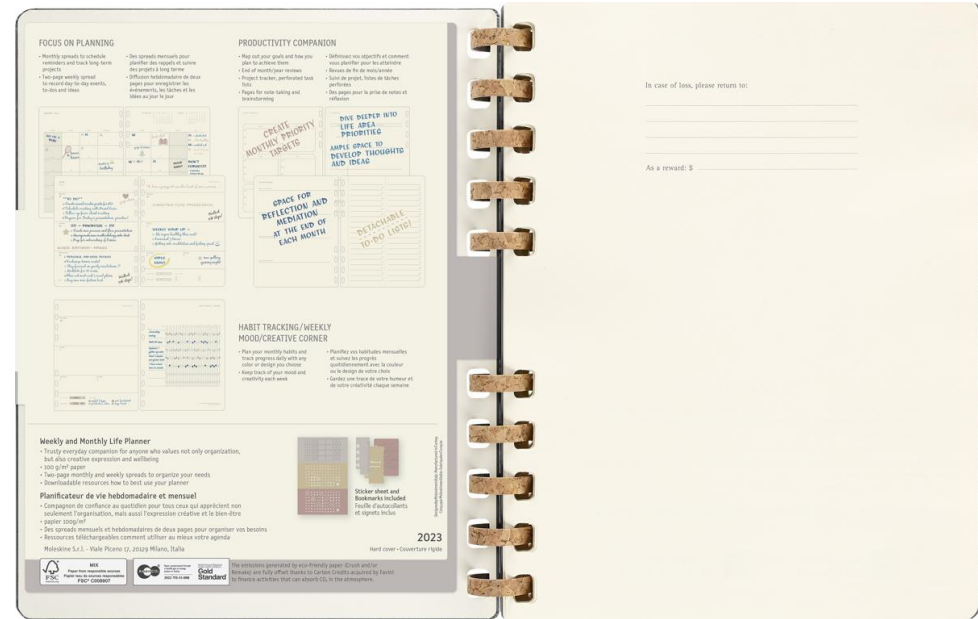 FOCUS ON PLANNING
• Monthly spreads to schedule
reminders and track long-term
projects
• Two-page weekly spread
to record day-to-day events,
to-dos and ideas
• Des spreads mensuels pour
planifier des rappels et suivre
des projets à long terme
• Diffusion hebdomadaire de deux
pages pour enregistrer les
événements, les tâches et les
idées au jour le jour
PRODUCTIVITY COMPANION
• Map out your goals and how you
plan to achieve them
• End of month/year reviews
• Project tracker, perforated task
lists
• Pages for note taking and
brainstorming
• Définissez vos objectifs et comment
vous planifier pour les atteindre
• Revues de fin de mois/année
• Suivi de projet, listes de tâches
perforées
• Des pages pour la prise de notes et
réflexion
CREATE
MONTHLY PRIORITY
TARGETS
DIVE DEEPER INTO
LIFE AREA
PRIORITIES
AMPLE SPACE TO
DEVELOP THOUGHTS
AND IDEAS
SPACE FOR
REFLECTION AND
MEDIATION
AT THE END OF
EACH MONTH
DETACHABLE
TO-DO LISTS!
HABIT TRACKING/WEEKLY
MOOD/CREATIVE CORNER
• Plan your monthly habits and
track progress daily with any
color or design you choose
• Keep track of your mood and
creativity each week
• Planifiez vos habitudes mensuelles
et suivez les progrès
quotidiennement avec la couleur
ou le design de votre choix
• Gardez une trace de votre humeur et
de votre créativité chaque semaine
Weekly and Monthly Life Planner
• Trusty everyday companion for anyone who values not only organization,
but also creative expression and wellbeing
• 100 g/m² paper
• Two-page monthly and weekly spreads to organize your needs
• Downloadable resources how to best use your planner
Planificateur de vie hebdomadaire et mensuel
• Compagnon de confiance au quotidien pour tous ceux qui apprécient non
seulement l'organisation, mais aussi l'expression créative et le bien-être
• papier 100g/m²
• Des spreads mensuels et hebdomadaires de deux pages pour organiser vos besoins
• Ressources téléchargeables comment utiliser au mieux votre agenda
Moleskine S.r.l. - Viale Piceno 17, 20129 Milano, Italia
Sticker sheet and
Bookmarks Included
Feuille d'autocollants
et signets inclus
2023
Hard cover • Couverture rigide
FSC
MIX
Paper from responsible sources
Papier issu de sources responsables
FSC® C008907
Gold
Standard
The emissions generated by eco-friendly paper (Crush and/or
Remake) are fully offset thanks to Carbon Credits acquired by Favini
to finance activities that can absorb CO₂ in the atmosphere.
In case of loss, please return to:
As a reward: $